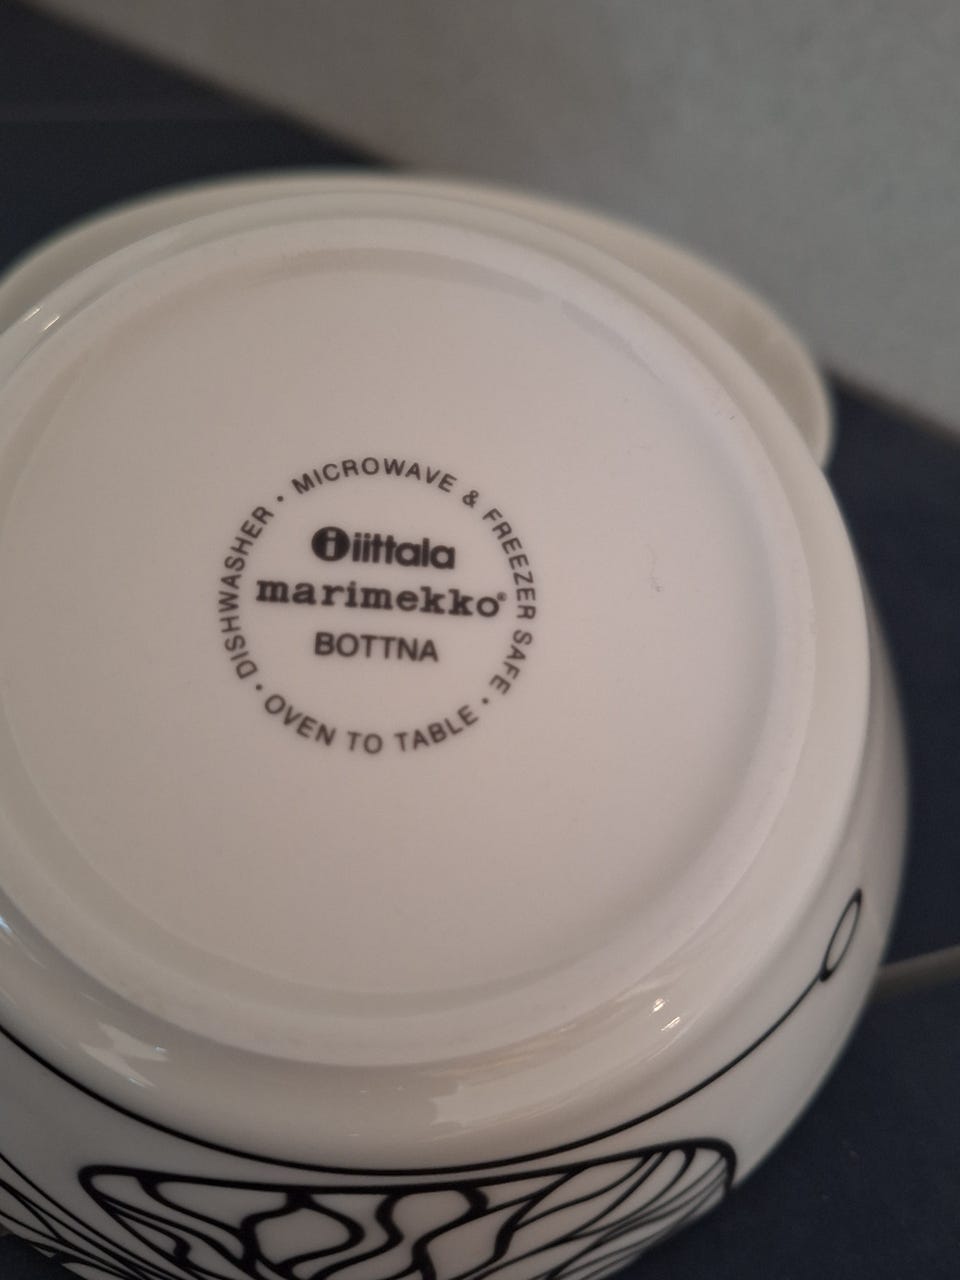 DISHWASHER • MICROWAVE & FREEZER SAFE • OVEN TO TABLE •
iittala
marimekko®
BOTTNA